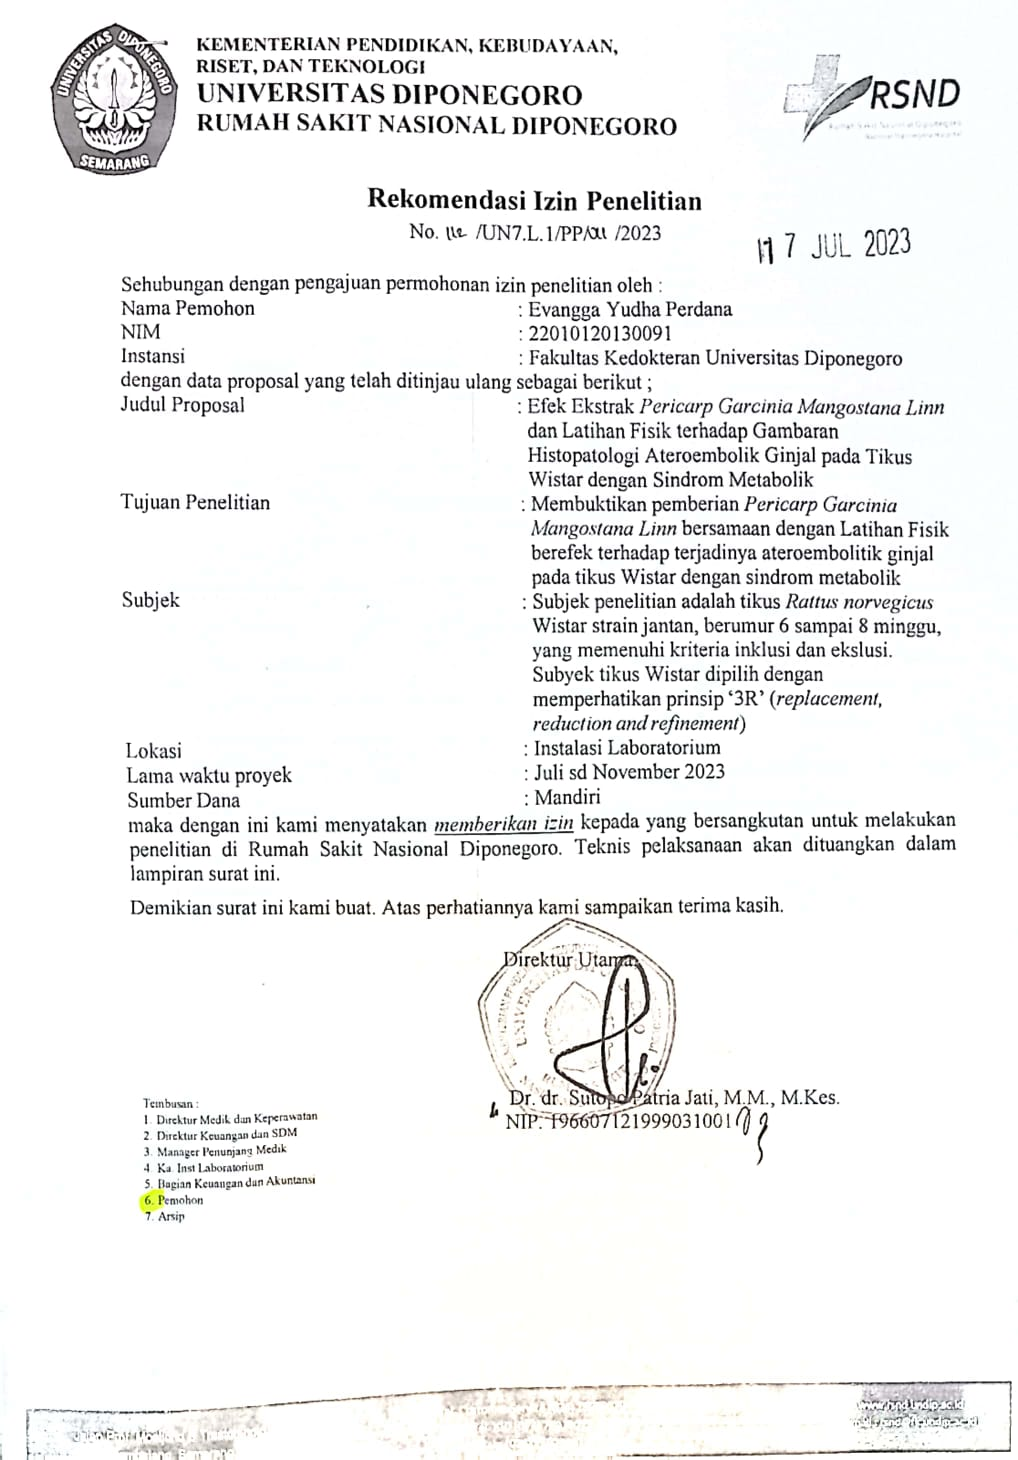 UNIVERSITAS DIPONEGORO
SEMARANG
KEMENTERIAN PENDIDIKAN, KEBUDAYAAN,
RISET, DAN TEKNOLOGI
UNIVERSITAS DIPONEGORO
RUMAH SAKIT NASIONAL DIPONEGORO
RSND
Rumah Sakit Nasional Diponegoro
Rekomendasi Izin Penelitian
No. /UN7.L.1/PP/ /2023
17 JUL 2023
Sehubungan dengan pengajuan permohonan izin penelitian oleh :
Nama Pemohon : Evangga Yudha Perdana
NIM : 22010120130091
Instansi : Fakultas Kedokteran Universitas Diponegoro
dengan data proposal yang telah ditinjau ulang sebagai berikut ;
Judul Proposal : Efek Ekstrak Pericarp Garcinia Mangostana Linn
dan Latihan Fisik terhadap Gambaran
Histopatologi Ateroembolik Ginjal pada Tikus
Wistar dengan Sindrom Metabolik
Tujuan Penelitian : Membuktikan pemberian Pericarp Garcinia
Mangostana Linn bersamaan dengan Latihan Fisik
berefek terhadap terjadinya ateroembolitik ginjal
pada tikus Wistar dengan sindrom metabolik
Subjek : Subjek penelitian adalah tikus Rattus norvegicus
Wistar strain jantan, berumur 6 sampai 8 minggu,
yang memenuhi kriteria inklusi dan ekslusi.
Subyek tikus Wistar dipilih dengan
memperhatikan prinsip ‘3R’ (replacement,
reduction and refinement)
Lokasi : Instalasi Laboratorium
Lama waktu proyek : Juli sd November 2023
Sumber Dana : Mandiri
maka dengan ini kami menyatakan memberikan izin kepada yang bersangkutan untuk melakukan
penelitian di Rumah Sakit Nasional Diponegoro. Teknis pelaksanaan akan dituangkan dalam
lampiran surat ini.
Demikian surat ini kami buat. Atas perhatiannya kami sampaikan terima kasih.
Direktur Utama
Dr. dr. Sutopo Patria Jati, M.M., M.Kes.
NIP. 196607121999031001
Tembusan :
1. Direktur Medik dan Keperawatan
2. Direktur Keuangan dan SDM
3. Manager Penunjang Medik
4. Ka. Inst Laboratorium
5. Bagian Keuangan dan Akuntansi
6. Pemohon
7. Arsip
www.rsnd.undip.ac.id